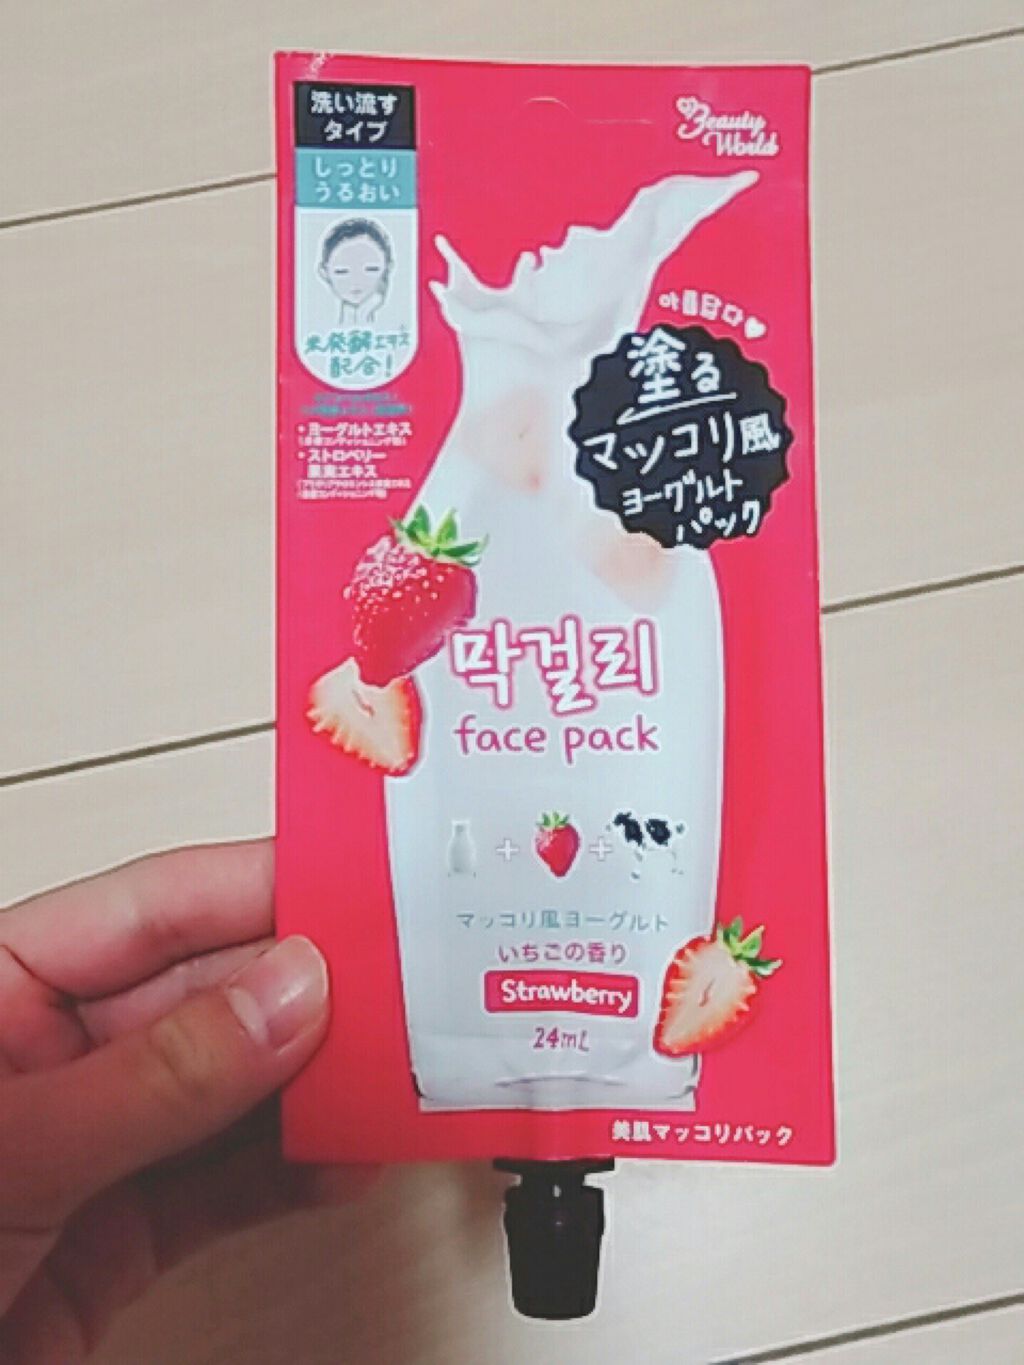 洗い流す
タイプ
しっとり
うるおい
米発酵エキス
配合!
・ヨーグルトエキス
・ストロベリー
果実エキス
Beauty
World
아름답다♥
塗る
マッコリ風
ヨーグルト
パック
막걸리
face pack
+ +
マッコリ風ヨーグルト
いちごの香り
Strawberry
24mL
美肌マッコリパック